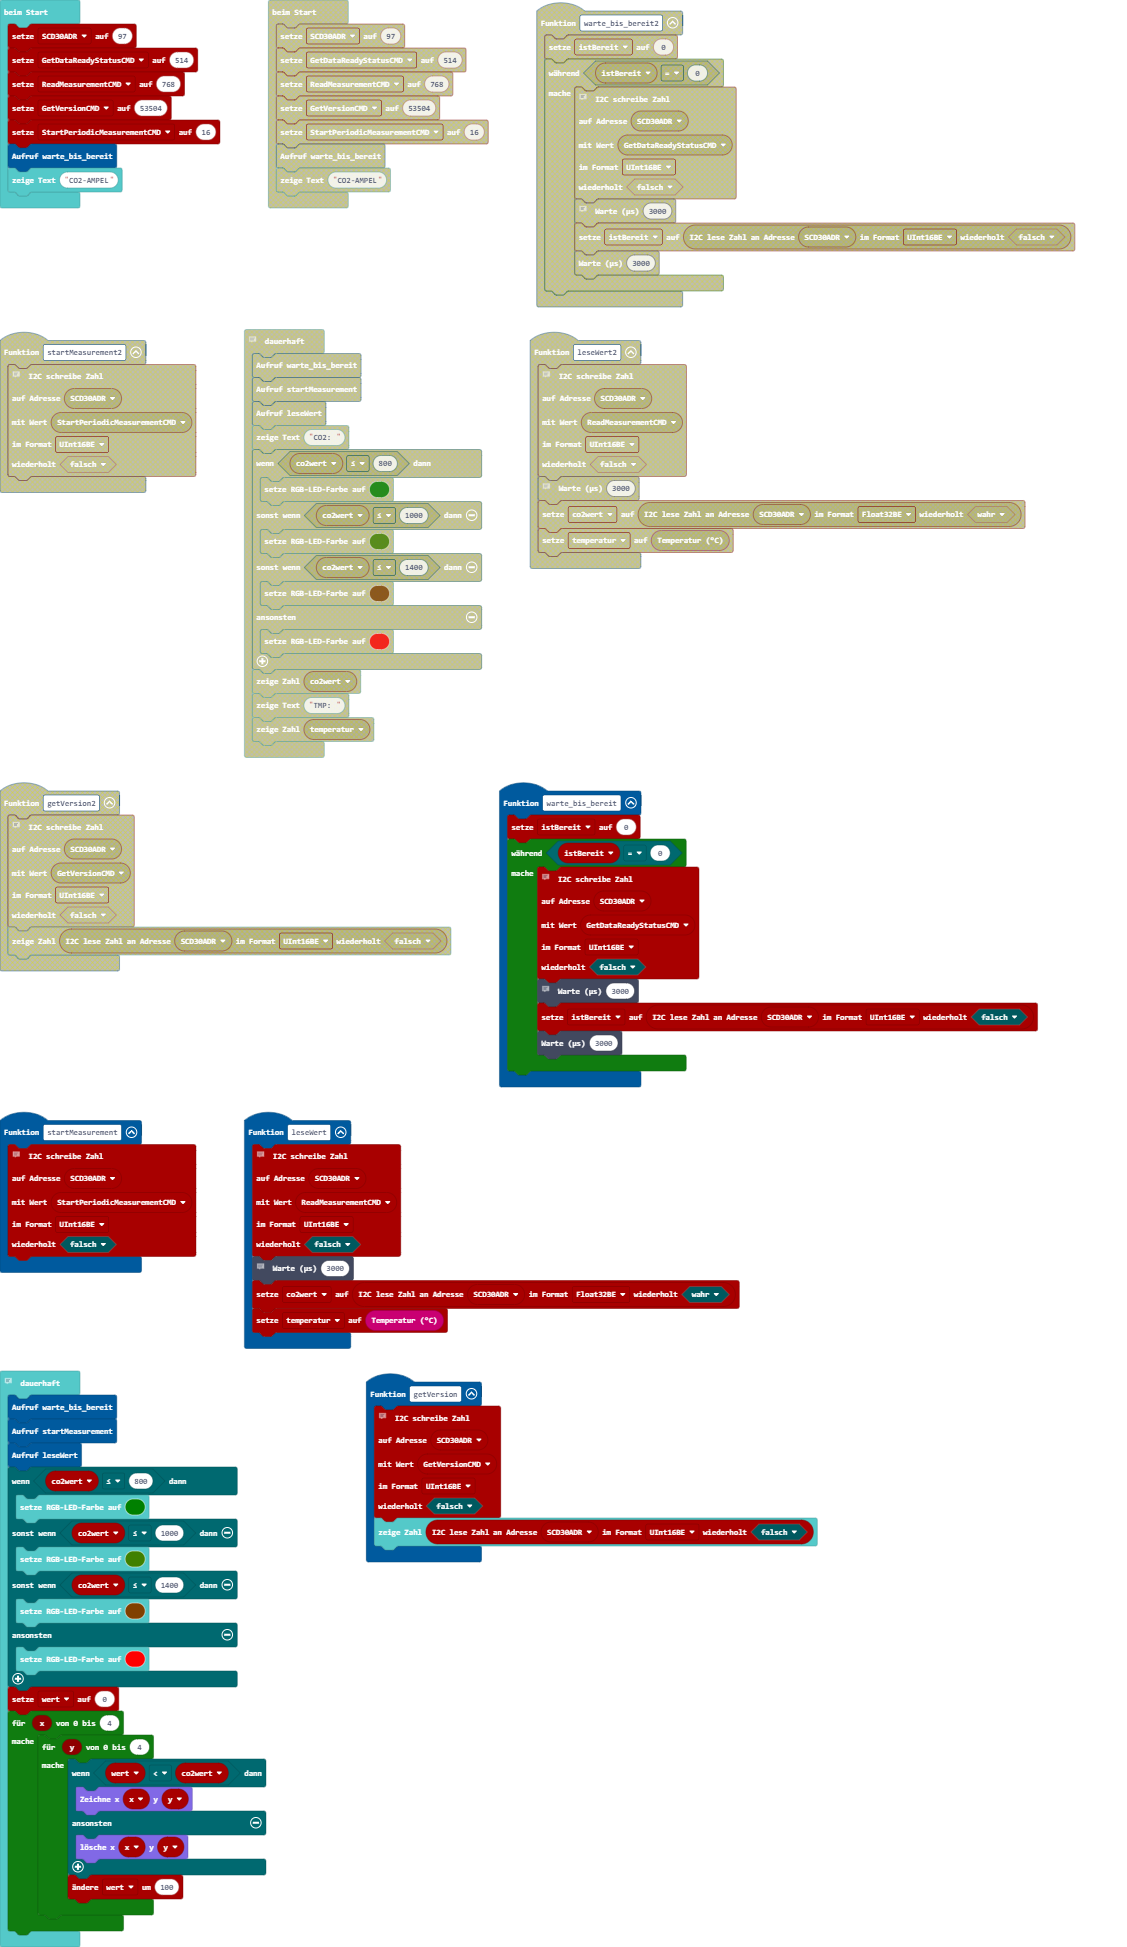 beim Start
setze SCD30ADR auf 97
setze GetDataReadyStatusCMD auf 514
setze ReadMeasurementCMD auf 768
setze GetVersionCMD auf 53504
setze StartPeriodicMeasurementCMD auf 16
Aufruf warte_bis_bereit
zeige Text "CO2-AMPEL"
beim Start
setze SCD30ADR auf 97
setze GetDataReadyStatusCMD auf 514
setze ReadMeasurementCMD auf 768
setze GetVersionCMD auf 53504
setze StartPeriodicMeasurementCMD auf 16
Aufruf warte_bis_bereit
zeige Text "CO2-AMPEL"
Funktion warte_bis_bereit2
setze istBereit auf 0
während istBereit = 0
mache
I2C schreibe Zahl
auf Adresse SCD30ADR
mit Wert GetDataReadyStatusCMD
im Format UInt16BE
wiederholt falsch
Warte (µs) 3000
setze istBereit auf I2C lese Zahl an Adresse SCD30ADR im Format UInt16BE wiederholt falsch
Warte (µs) 3000
Funktion startMeasurement2
I2C schreibe Zahl
auf Adresse SCD30ADR
mit Wert StartPeriodicMeasurementCMD
im Format UInt16BE
wiederholt falsch
dauerhaft
Aufruf warte_bis_bereit
Aufruf startMeasurement
Aufruf leseWert
zeige Text "CO2: "
wenn co2wert ≤ 800 dann
setze RGB-LED-Farbe auf
sonst wenn co2wert ≤ 1000 dann
setze RGB-LED-Farbe auf
sonst wenn co2wert ≤ 1400 dann
setze RGB-LED-Farbe auf
ansonsten
setze RGB-LED-Farbe auf
zeige Zahl co2wert
zeige Text "TMP: "
zeige Zahl temperatur
Funktion leseWert2
I2C schreibe Zahl
auf Adresse SCD30ADR
mit Wert ReadMeasurementCMD
im Format UInt16BE
wiederholt falsch
Warte (µs) 3000
setze co2wert auf I2C lese Zahl an Adresse SCD30ADR im Format Float32BE wiederholt wahr
setze temperatur auf Temperatur (°C)
Funktion getVersion2
I2C schreibe Zahl
auf Adresse SCD30ADR
mit Wert GetVersionCMD
im Format UInt16BE
wiederholt falsch
zeige Zahl I2C lese Zahl an Adresse SCD30ADR im Format UInt16BE wiederholt falsch
Funktion warte_bis_bereit
setze istBereit auf 0
während istBereit = 0
mache
I2C schreibe Zahl
auf Adresse SCD30ADR
mit Wert GetDataReadyStatusCMD
im Format UInt16BE
wiederholt falsch
Warte (µs) 3000
setze istBereit auf I2C lese Zahl an Adresse SCD30ADR im Format UInt16BE wiederholt falsch
Warte (µs) 3000
Funktion startMeasurement
I2C schreibe Zahl
auf Adresse SCD30ADR
mit Wert StartPeriodicMeasurementCMD
im Format UInt16BE
wiederholt falsch
Funktion leseWert
I2C schreibe Zahl
auf Adresse SCD30ADR
mit Wert ReadMeasurementCMD
im Format UInt16BE
wiederholt falsch
Warte (µs) 3000
setze co2wert auf I2C lese Zahl an Adresse SCD30ADR im Format Float32BE wiederholt wahr
setze temperatur auf Temperatur (°C)
dauerhaft
Aufruf warte_bis_bereit
Aufruf startMeasurement
Aufruf leseWert
wenn co2wert ≤ 800 dann
setze RGB-LED-Farbe auf
sonst wenn co2wert ≤ 1000 dann
setze RGB-LED-Farbe auf
sonst wenn co2wert ≤ 1400 dann
setze RGB-LED-Farbe auf
ansonsten
setze RGB-LED-Farbe auf
setze wert auf 0
für x von 0 bis 4
mache
für y von 0 bis 4
mache
wenn wert < co2wert dann
Zeichne x x y y
ansonsten
lösche x x y y
ändere wert um 100
Funktion getVersion
I2C schreibe Zahl
auf Adresse SCD30ADR
mit Wert GetVersionCMD
im Format UInt16BE
wiederholt falsch
zeige Zahl I2C lese Zahl an Adresse SCD30ADR im Format UInt16BE wiederholt falsch